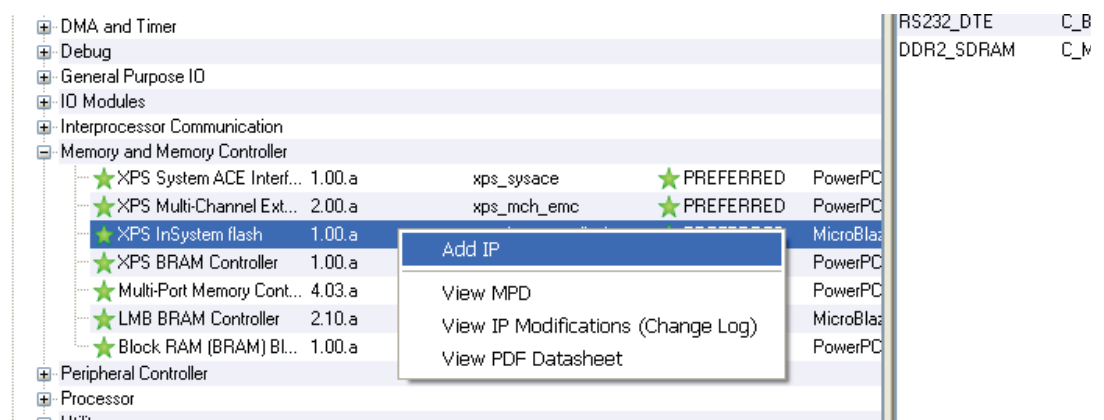 DMA and Timer
RS232_DTE C_B
Debug
DDR2_SDRAM C_M
General Purpose IO
IO Modules
Interprocessor Communication
Memory and Memory Controller
XPS System ACE Interf... 1.00.a xps_sysace PREFERRED PowerPC
XPS Multi-Channel Ext... 2.00.a xps_mch_emc PREFERRED PowerPC
XPS InSystem flash 1.00.a MicroBlaz
Add IP
XPS BRAM Controller 1.00.a PowerPC
View MPD
Multi-Port Memory Cont... 4.03.a PowerPC
View IP Modifications (Change Log)
LMB BRAM Controller 2.10.a MicroBlaz
View PDF Datasheet
Block RAM (BRAM) Bl... 1.00.a PowerPC
Peripheral Controller
Processor